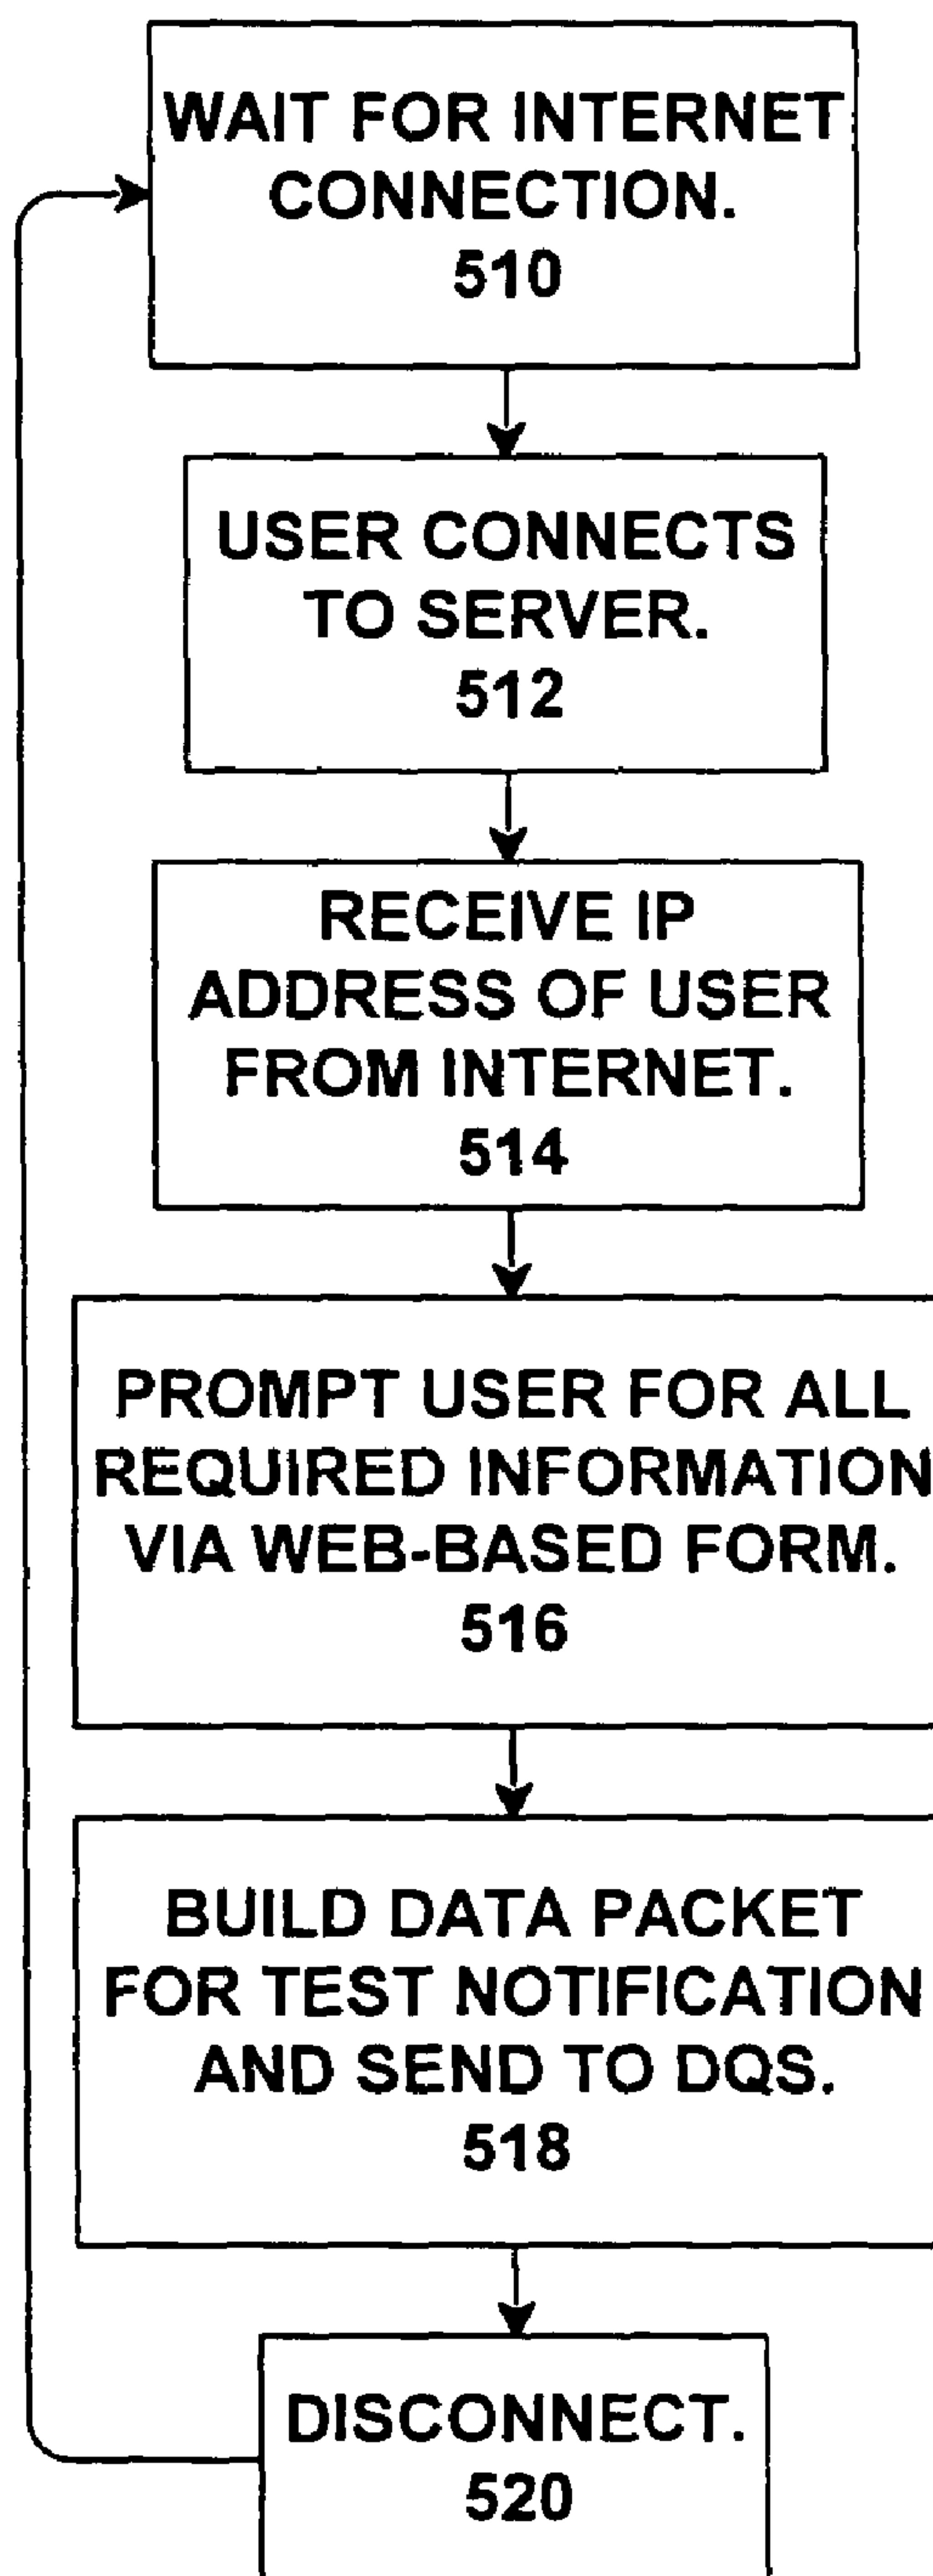 WAIT FOR INTERNET
CONNECTION.
510
USER CONNECTS
TO SERVER.
512
RECEIVE IP
ADDRESS OF USER
FROM INTERNET.
514
PROMPT USER FOR ALL
REQUIRED INFORMATION
VIA WEB-BASED FORM.
516
BUILD DATA PACKET
FOR TEST NOTIFICATION
AND SEND TO DQS.
518
DISCONNECT.
520